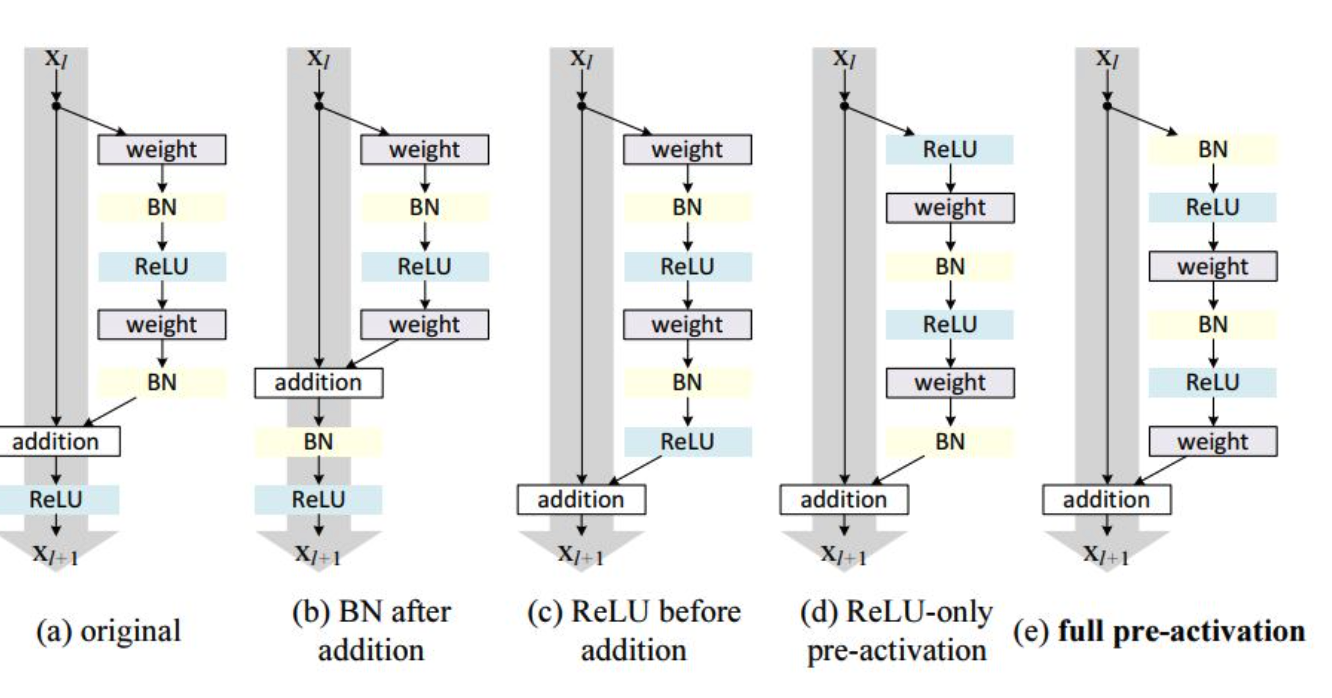 x_l
weight
BN
ReLU
weight
BN
addition
ReLU
x_{l+1}
(a) original
x_l
weight
BN
ReLU
weight
addition
BN
ReLU
x_{l+1}
(b) BN after
addition
x_l
weight
BN
ReLU
weight
BN
ReLU
addition
x_{l+1}
(c) ReLU before
addition
x_l
ReLU
weight
BN
ReLU
weight
BN
addition
x_{l+1}
(d) ReLU-only
pre-activation
x_l
BN
ReLU
weight
BN
ReLU
weight
addition
x_{l+1}
(e) full pre-activation